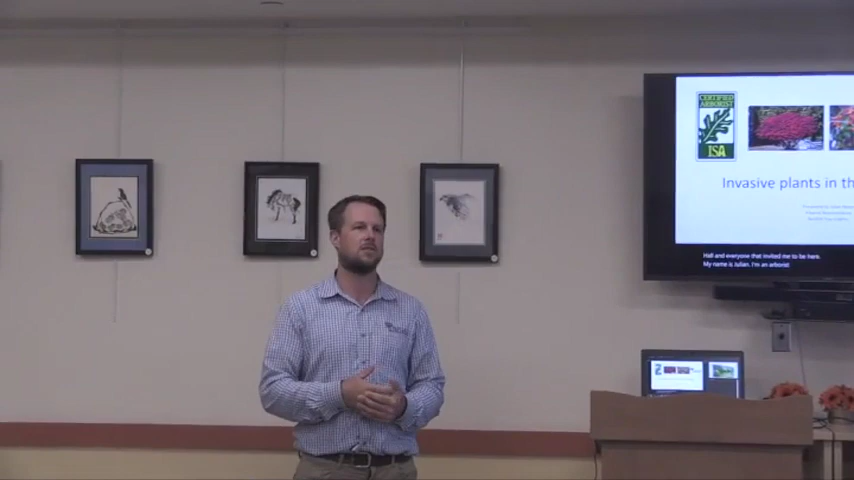 CERTIFIED
ARBORIST
ISA
Invasive plants in th
Hall and everyone that invited me to be here.
My name is Julian. I'm an arborist